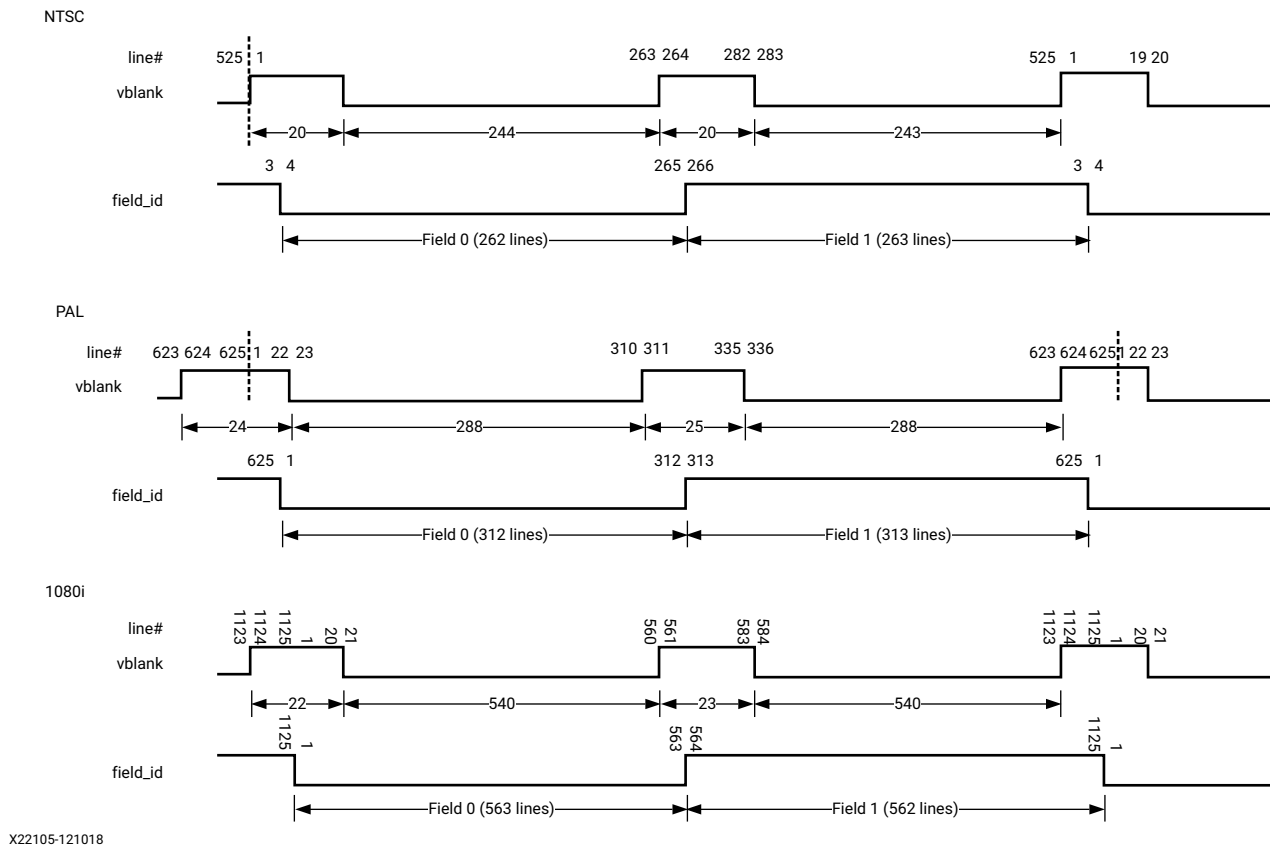 NTSC
line# 525 1 263 264 282 283 525 1 19 20
vblank
20 244 20 243
3 4 265 266 3 4
field_id
Field 0 (262 lines) Field 1 (263 lines)
PAL
line# 623 624 625 1 22 23 310 311 335 336 623 624 625 1 22 23
vblank
24 288 25 288
625 1 312 313 625 1
field_id
Field 0 (312 lines) Field 1 (313 lines)
1080i
line# 1123 1124 1125 1 20 21 560 561 583 584 1123 1124 1125 1 20 21
vblank
22 540 23 540
1125 1 563 564 1125 1
field_id
Field 0 (563 lines) Field 1 (562 lines)
X22105-121018